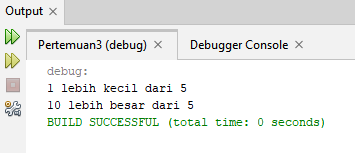 Output
Pertemuan3 (debug)
Debugger Console
debug:
1 lebih kecil dari 5
10 lebih besar dari 5
BUILD SUCCESSFUL (total time: 0 seconds)